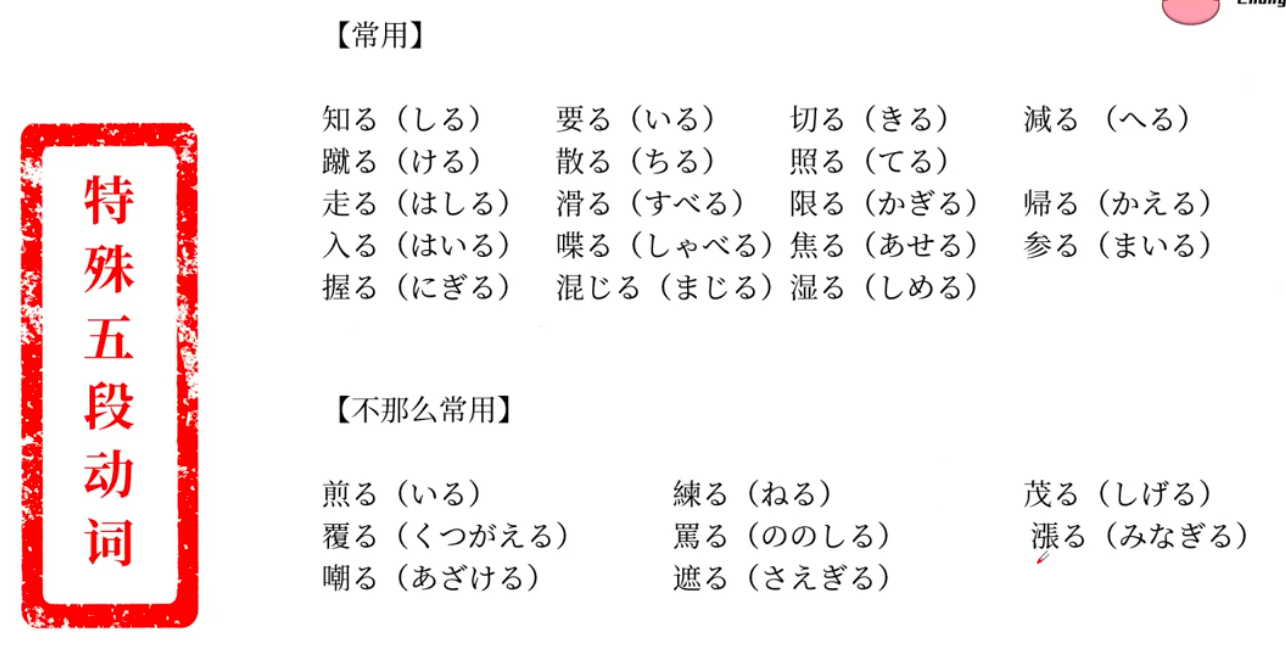 【常用】
知る（しる） 要る（いる） 切る（きる） 減る （へる）
蹴る（ける） 散る（ちる） 照る（てる）
走る（はしる） 滑る（すべる） 限る（かぎる） 帰る（かえる）
入る（はいる） 喋る（しゃべる） 焦る（あせる） 参る（まいる）
握る（にぎる） 混じる（まじる） 湿る（しめる）
特殊五段动词
【不那么常用】
煎る（いる） 練る（ねる） 茂る（しげる）
覆る（くつがえる） 罵る（ののしる） 漲る（みなぎる）
嘲る（あざける） 遮る（さえぎる）